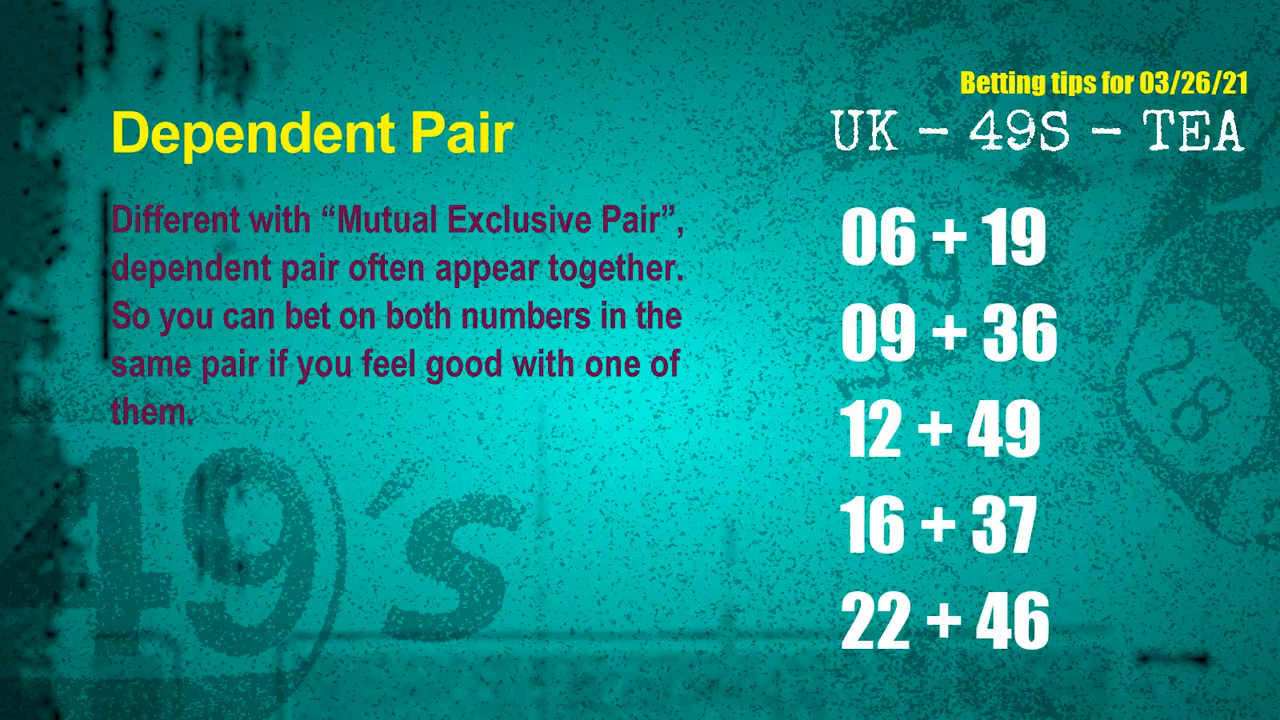 Betting tips for 03/26/21
Dependent Pair
UK - 49S - TEA
Different with “Mutual Exclusive Pair”,
dependent pair often appear together.
So you can bet on both numbers in the
same pair if you feel good with one of
them.
06 + 19
09 + 36
12 + 49
16 + 37
22 + 46
28
49's